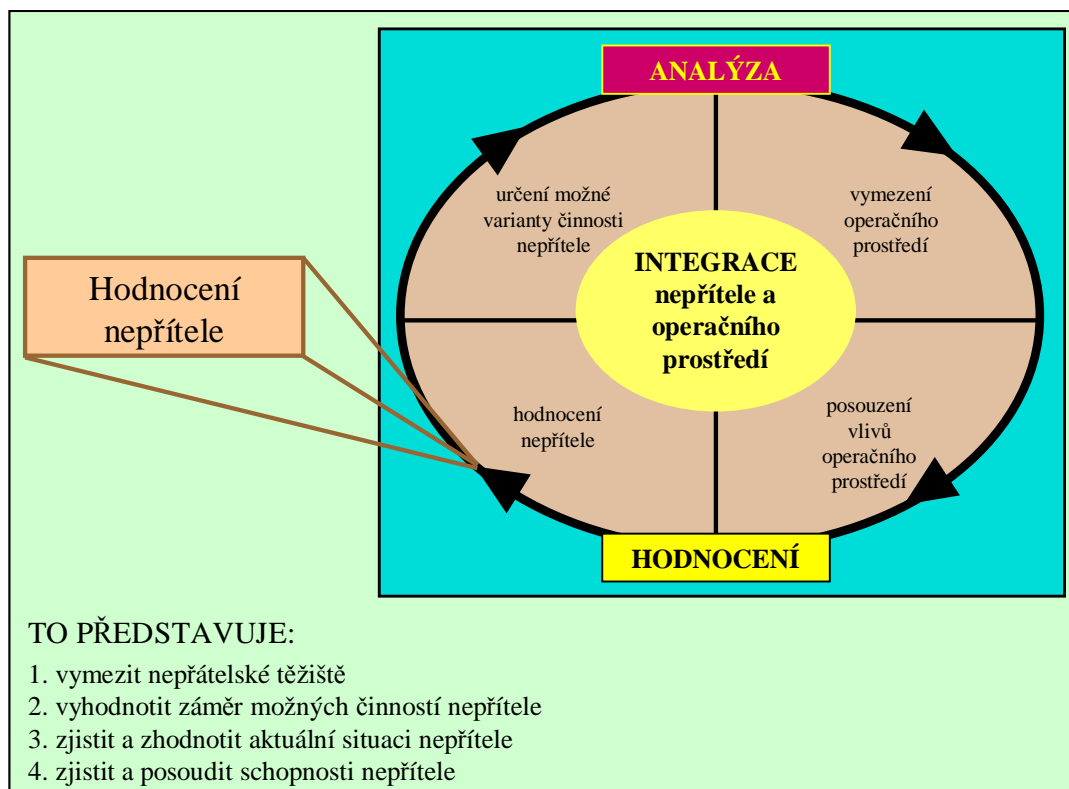 ANALÝZA
určení možné
varianty činnosti
nepřítele
vymezení
operačního
prostředí
INTEGRACE
nepřítele a
operačního
prostředí
Hodnocení
nepřítele
hodnocení
nepřítele
posouzení
vlivů
operačního
prostředí
HODNOCENÍ
TO PŘEDSTAVUJE:
1. vymezit nepřátelské těžiště
2. vyhodnotit záměr možných činností nepřítele
3. zjistit a zhodnotit aktuální situaci nepřítele
4. zjistit a posoudit schopnosti nepřítele